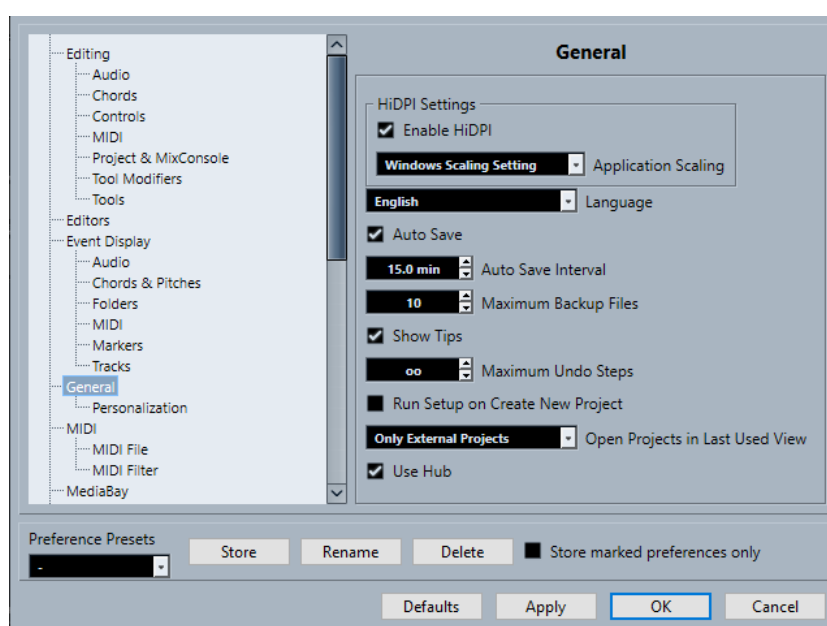 Editing
Audio
Chords
Controls
MIDI
Project & MixConsole
Tool Modifiers
Tools
Editors
Event Display
Audio
Chords & Pitches
Folders
MIDI
Markers
Tracks
General
Personalization
MIDI
MIDI File
MIDI Filter
MediaBay
General
HiDPI Settings
Enable HiDPI
Windows Scaling Setting Application Scaling
English Language
Auto Save
15.0 min Auto Save Interval
10 Maximum Backup Files
Show Tips
oo Maximum Undo Steps
Run Setup on Create New Project
Only External Projects Open Projects in Last Used View
Use Hub
Preference Presets
-
Store Rename Delete Store marked preferences only
Defaults Apply OK Cancel